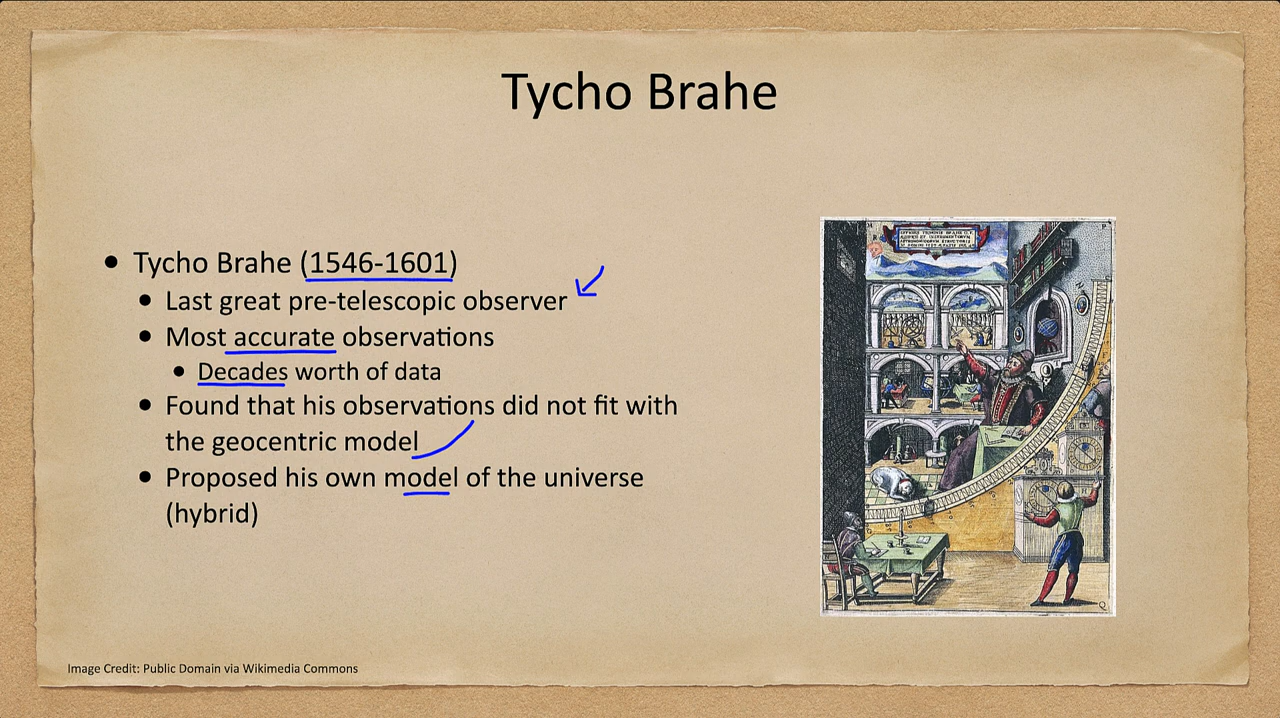 Tycho Brahe
• Tycho Brahe (1546-1601)
• Last great pre-telescopic observer
• Most accurate observations
• Decades worth of data
• Found that his observations did not fit with
the geocentric model
• Proposed his own model of the universe
(hybrid)
Image Credit: Public Domain via Wikimedia Commons